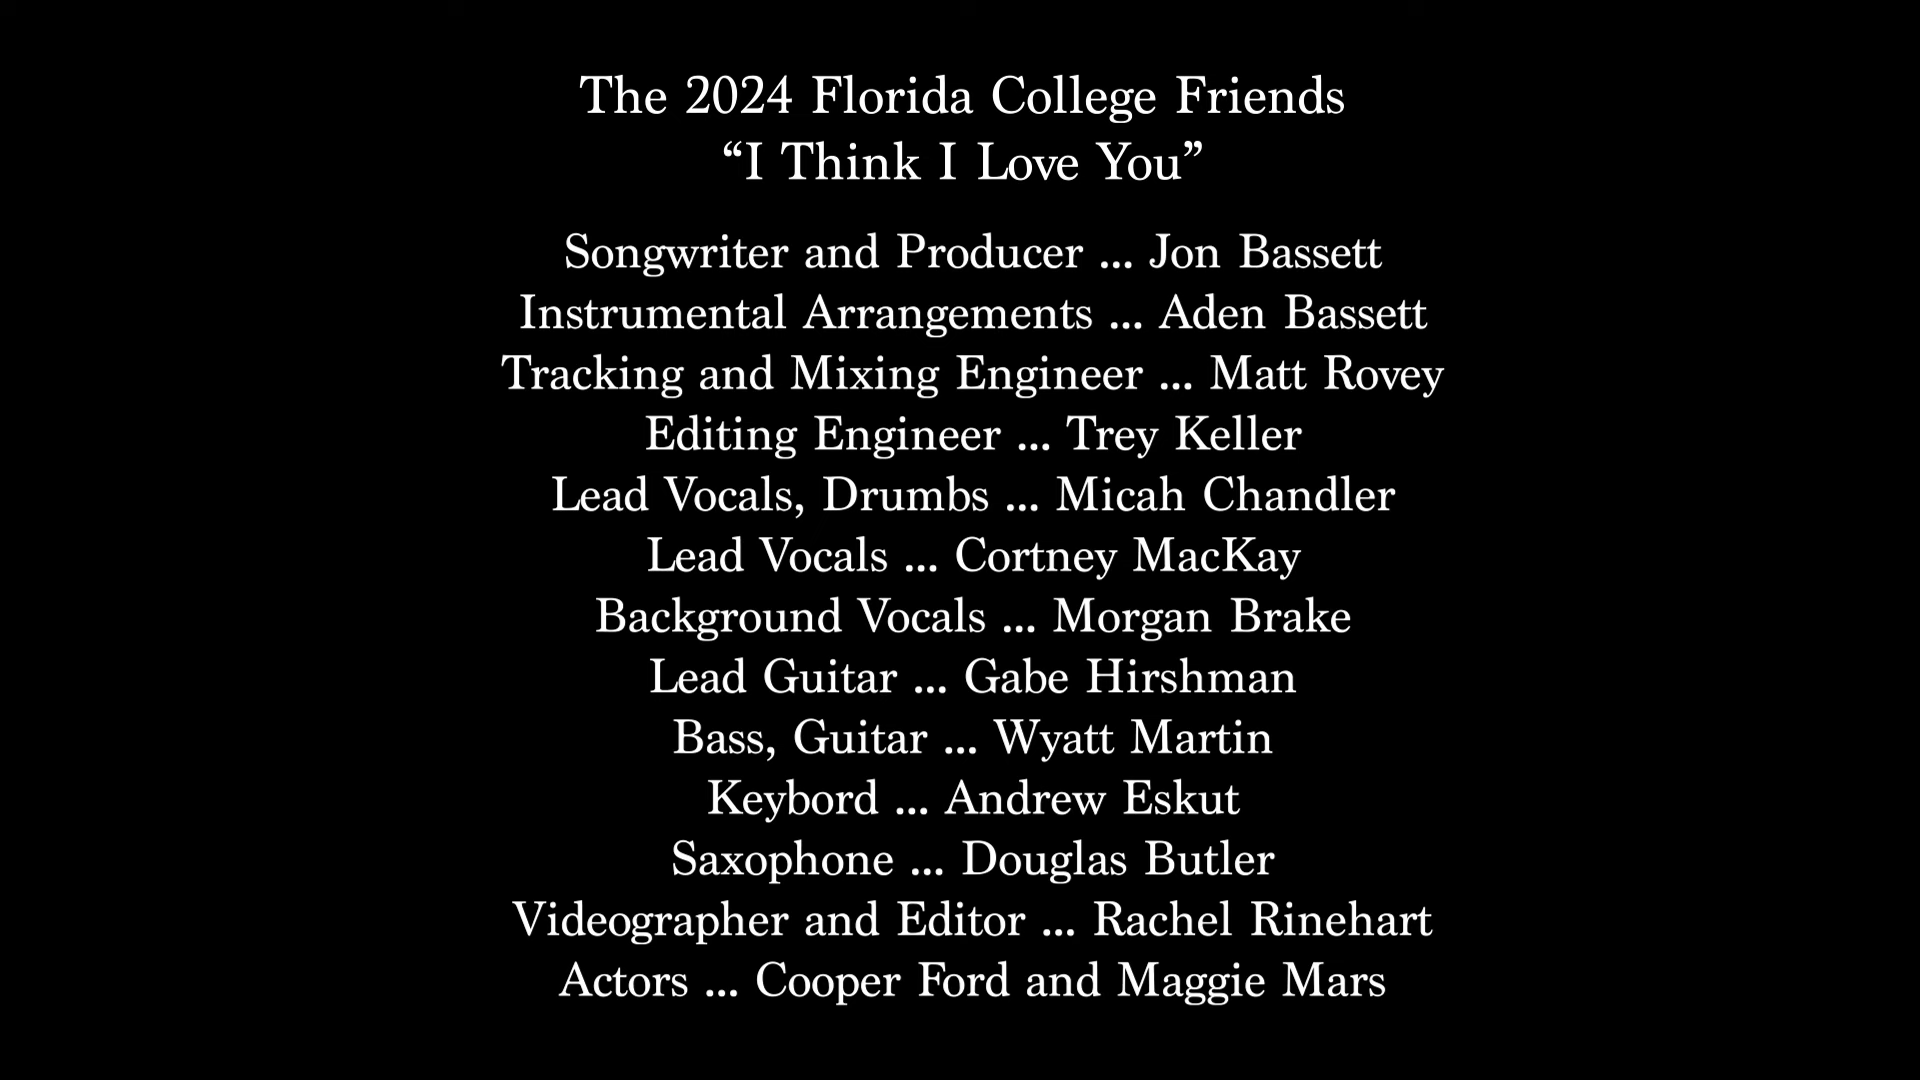 The 2024 Florida College Friends
“I Think I Love You”
Songwriter and Producer ... Jon Bassett
Instrumental Arrangements ... Aden Bassett
Tracking and Mixing Engineer ... Matt Rovey
Editing Engineer ... Trey Keller
Lead Vocals, Drumbs ... Micah Chandler
Lead Vocals ... Cortney MacKay
Background Vocals ... Morgan Brake
Lead Guitar ... Gabe Hirshman
Bass, Guitar ... Wyatt Martin
Keybord ... Andrew Eskut
Saxophone ... Douglas Butler
Videographer and Editor ... Rachel Rinehart
Actors ... Cooper Ford and Maggie Mars